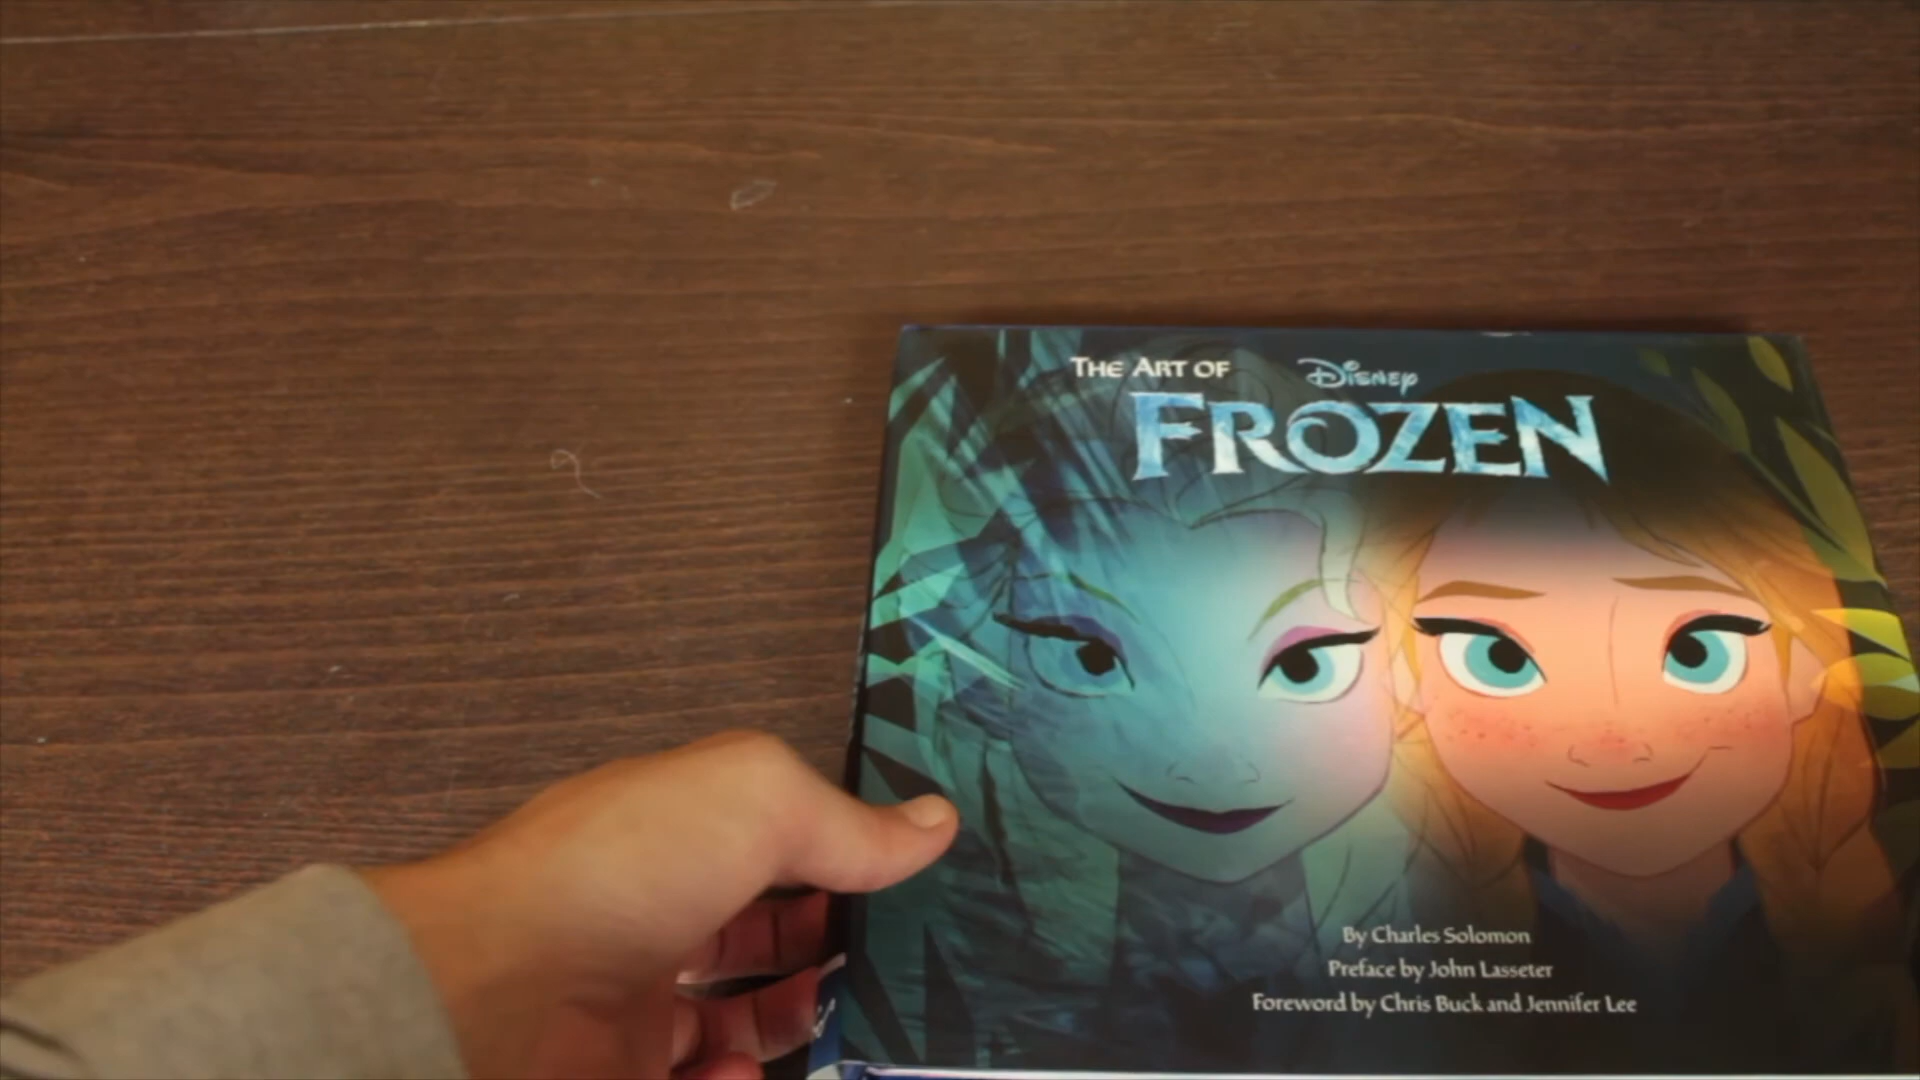 The Art of Disney
FROZEN
By Charles Solomon
Preface by John Lasseter
Foreword by Chris Buck and Jennifer Lee